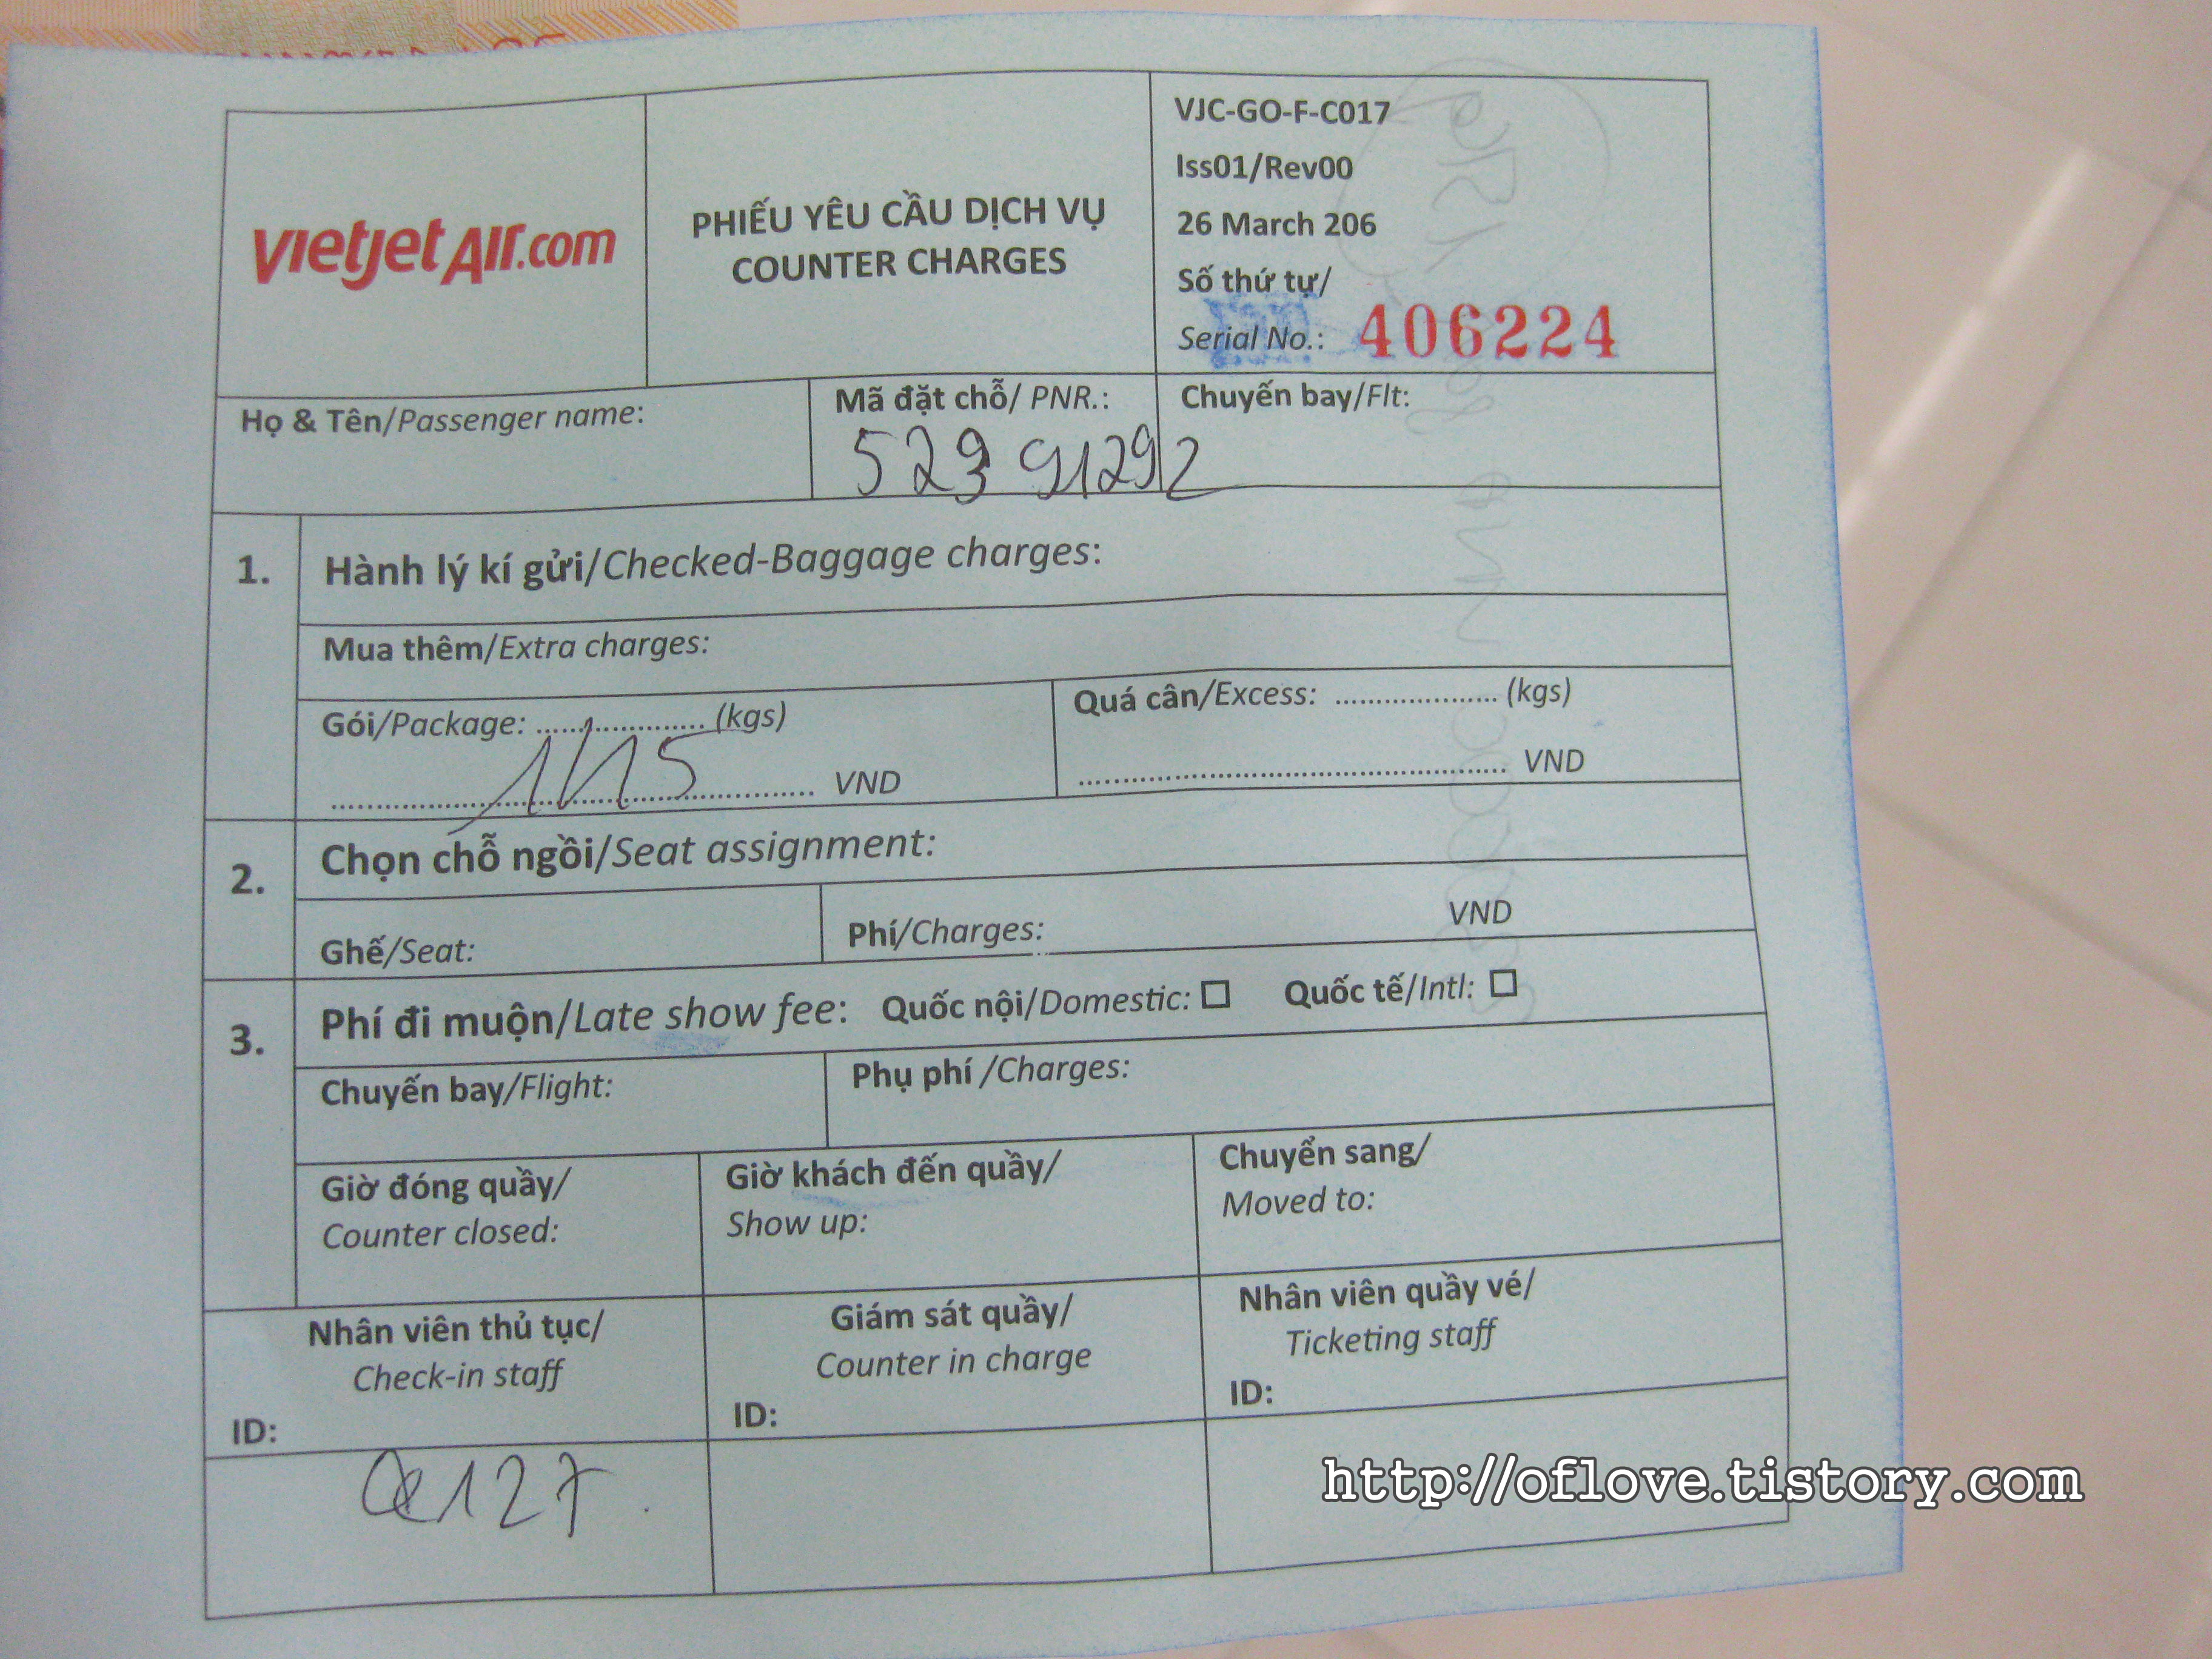 vietjetAir.com
PHIẾU YÊU CẦU DỊCH VỤ
COUNTER CHARGES
VJC-GO-F-C017
Iss01/Rev00
26 March 206
Số thứ tự/
Serial No.: 406224
Họ & Tên/Passenger name:
Mã đặt chỗ/ PNR.:
523 91292
Chuyến bay/Flt:
1. Hành lý kí gửi/Checked-Baggage charges:
Mua thêm/Extra charges:
Gói/Package: .................... (kgs)
........................................ VND
Quá cân/Excess: .................... (kgs)
........................................ VND
2. Chọn chỗ ngồi/Seat assignment:
Ghế/Seat:
Phí/Charges: VND
3. Phí đi muộn/Late show fee: Quốc nội/Domestic: ☐ Quốc tế/Intl: ☐
Chuyến bay/Flight:
Phụ phí /Charges:
Giờ đóng quầy/
Counter closed:
Giờ khách đến quầy/
Show up:
Chuyển sang/
Moved to:
Nhân viên thủ tục/
Check-in staff
ID:
Giám sát quầy/
Counter in charge
ID:
Nhân viên quầy vé/
Ticketing staff
ID:
http://oflove.tistory.com